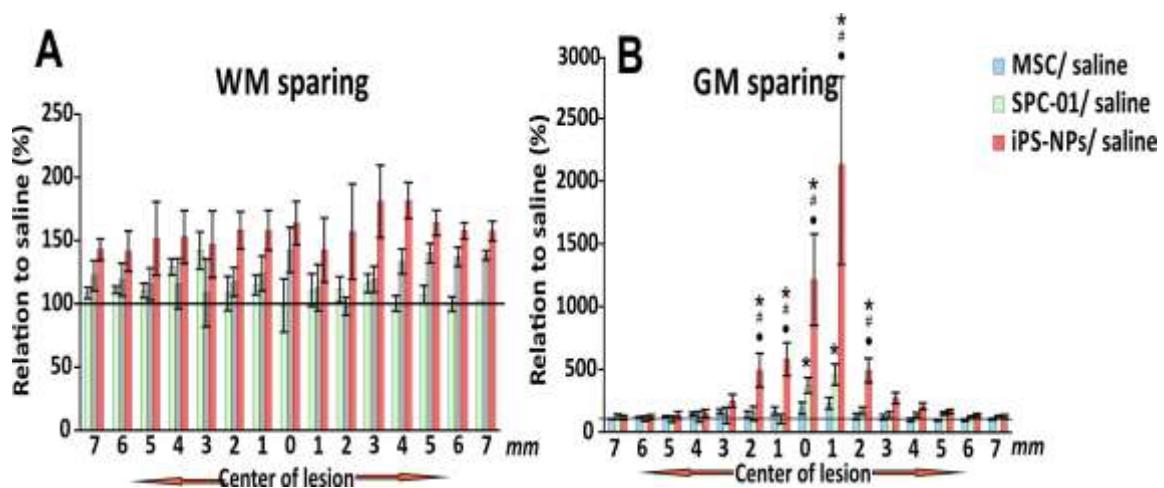 A
WM sparing
Relation to saline (%)
250
200
150
100
50
0
7 6 5 4 3 2 1 0 1 2 3 4 5 6 7 mm
Center of lesion
B
GM sparing
Relation to saline (%)
3000
2500
2000
1500
1000
500
100
0
* # •
* # •
* # •
* # •
* # •
*
*
7 6 5 4 3 2 1 0 1 2 3 4 5 6 7 mm
Center of lesion
MSC/ saline
SPC-01/ saline
iPS-NPs/ saline